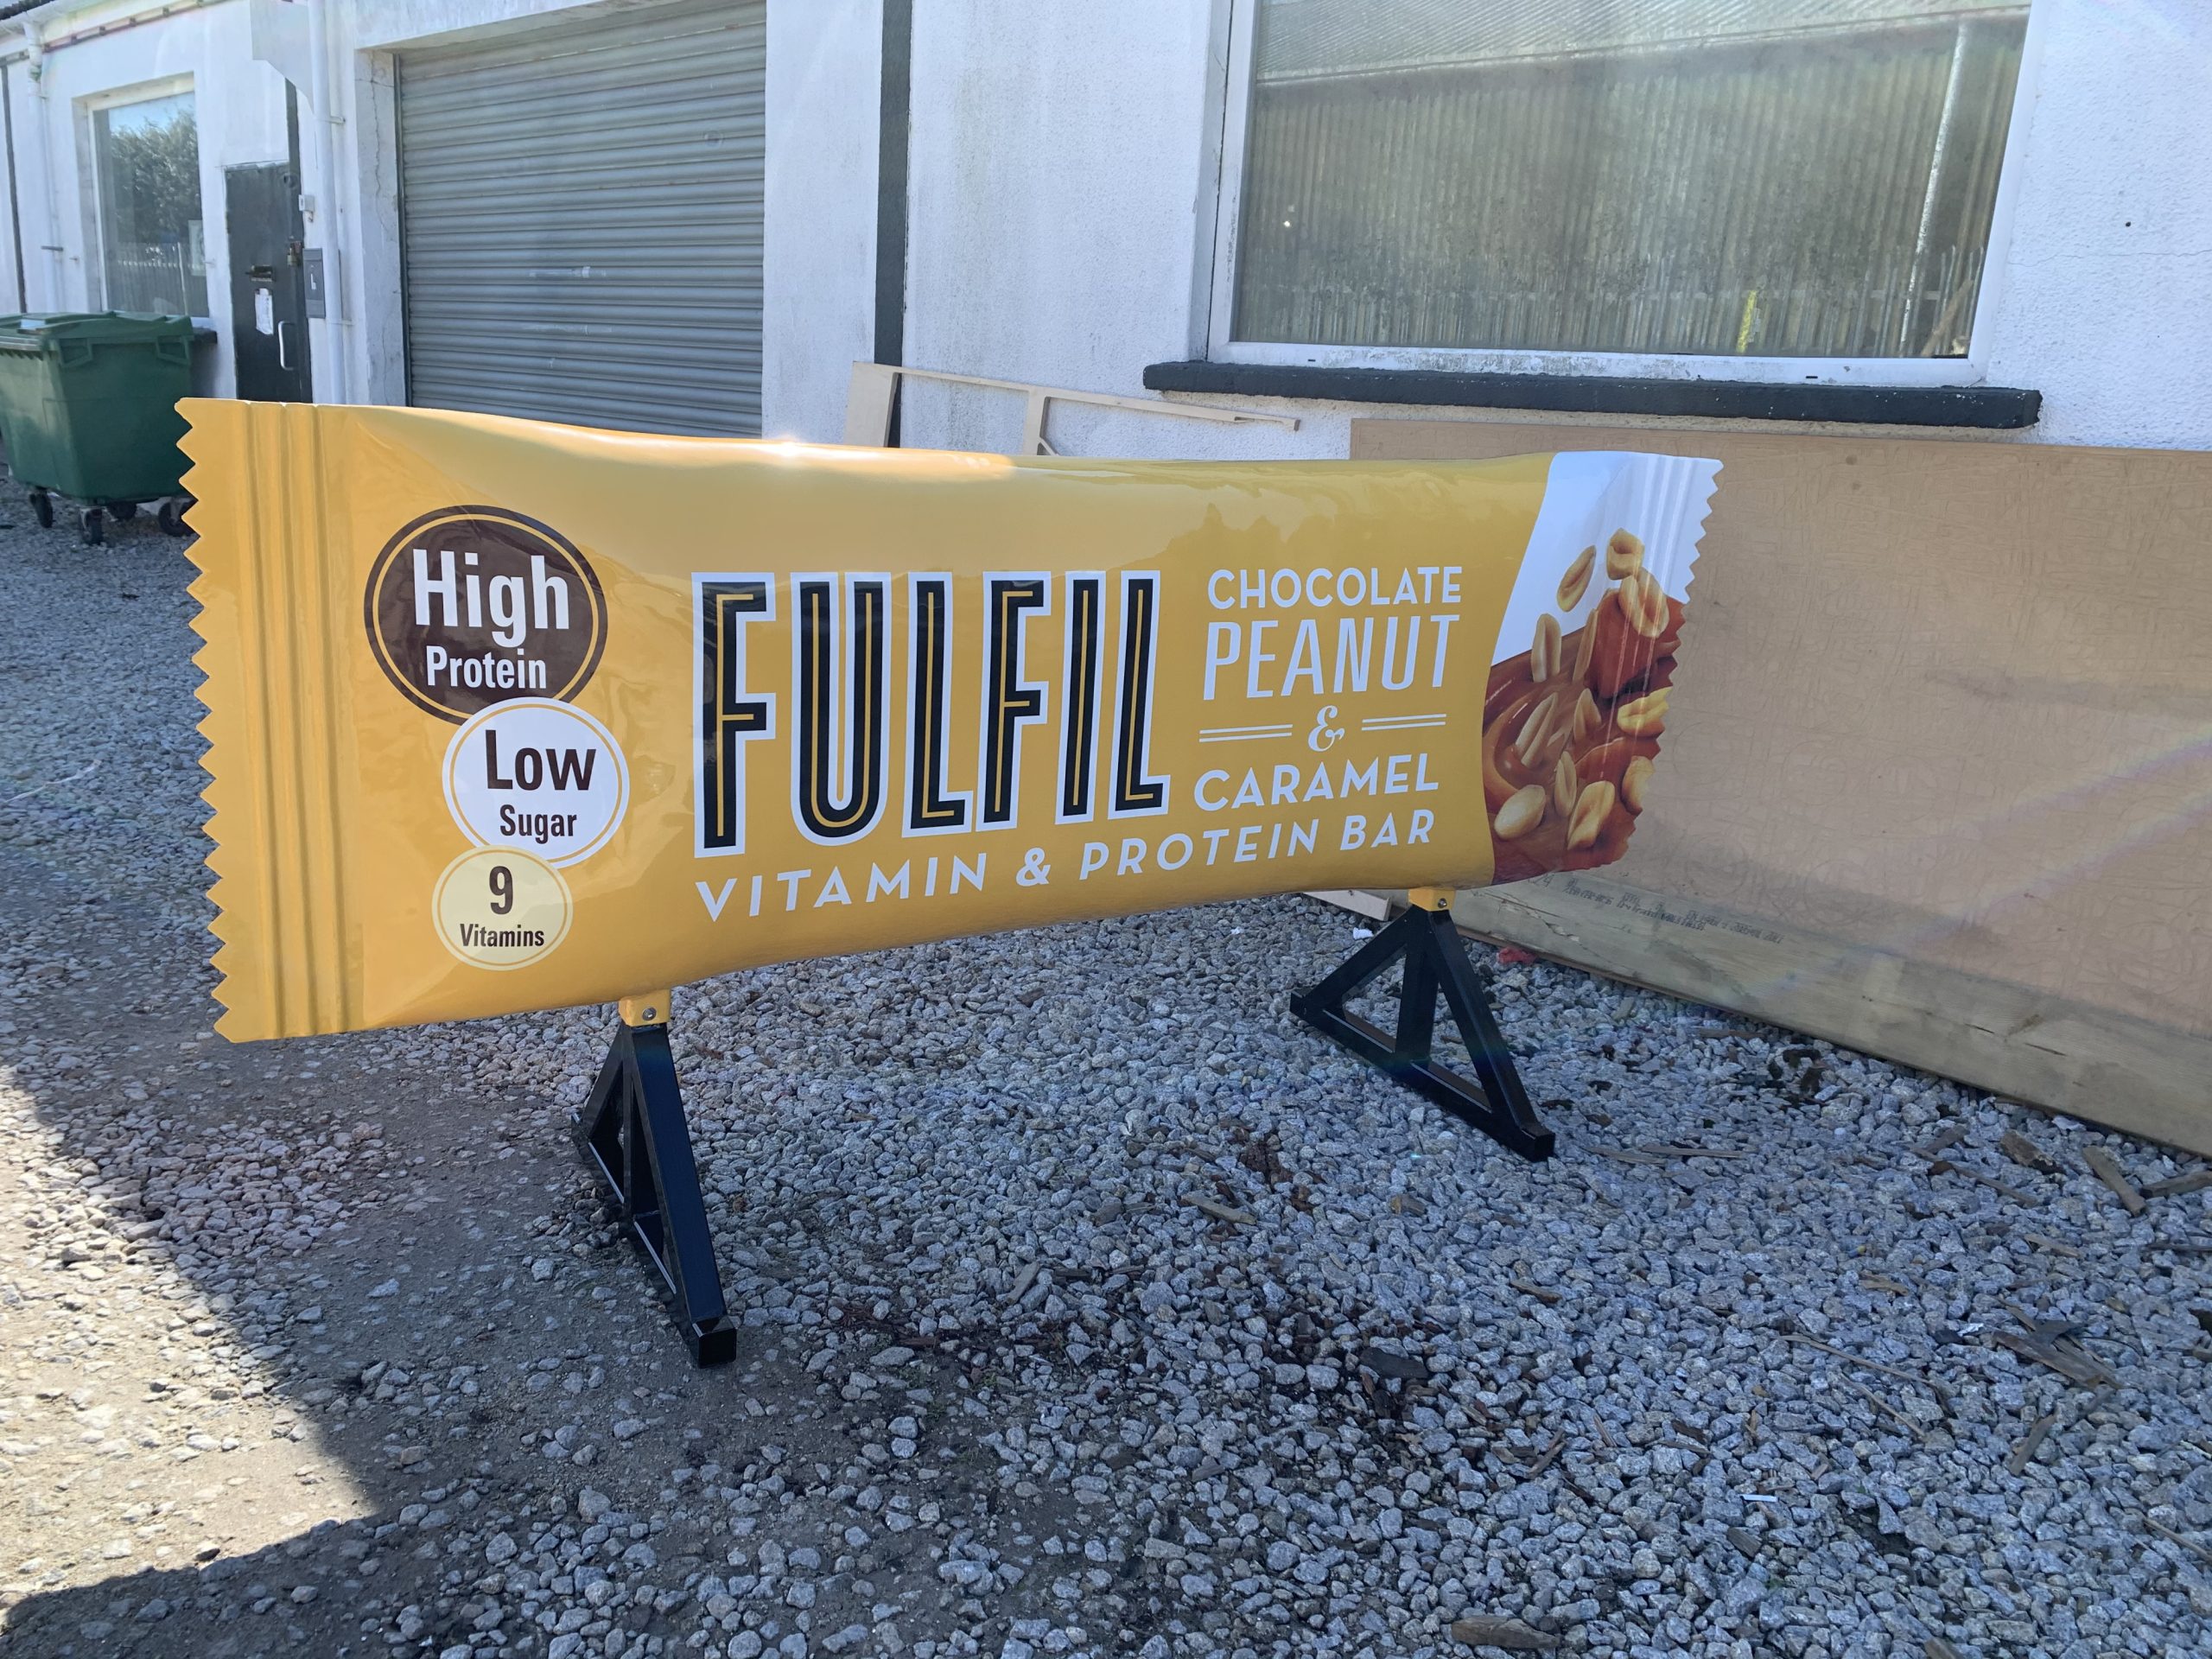 High
Protein
Low
Sugar
9
Vitamins
FULFIL
CHOCOLATE
PEANUT
&
CARAMEL
VITAMIN & PROTEIN BAR